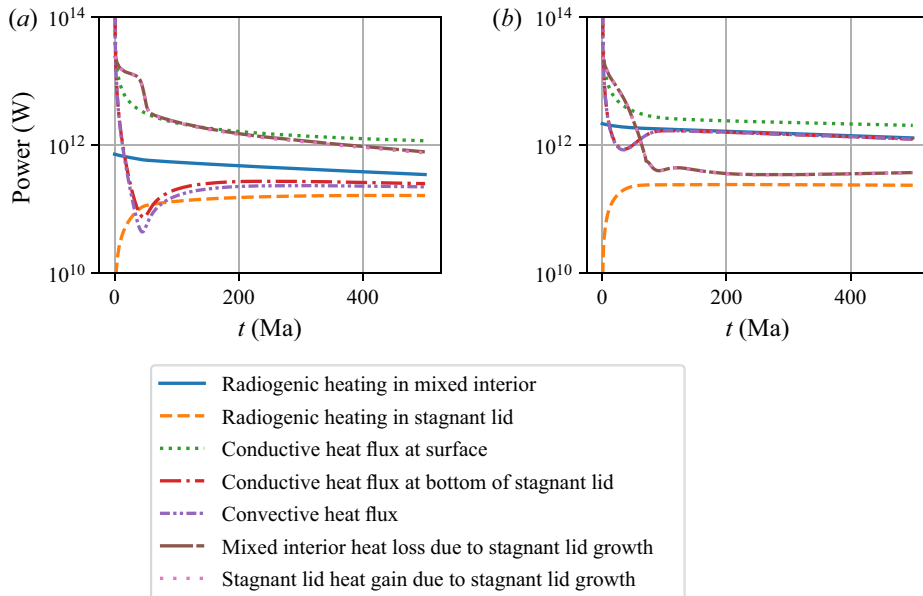 (a)
(b)
Power (W)
10^14
10^12
10^10
0
200
400
t (Ma)
10^14
10^12
10^10
0
200
400
t (Ma)
Radiogenic heating in mixed interior
Radiogenic heating in stagnant lid
Conductive heat flux at surface
Conductive heat flux at bottom of stagnant lid
Convective heat flux
Mixed interior heat loss due to stagnant lid growth
Stagnant lid heat gain due to stagnant lid growth